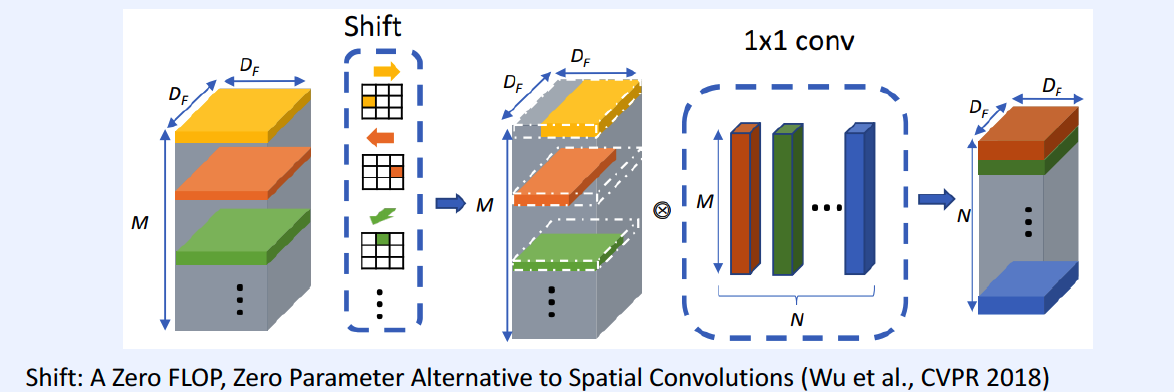 Shift
1x1 conv
D_F
D_F
D_F
D_F
D_F
D_F
M
M
M
N
N
Shift: A Zero FLOP, Zero Parameter Alternative to Spatial Convolutions (Wu et al., CVPR 2018)